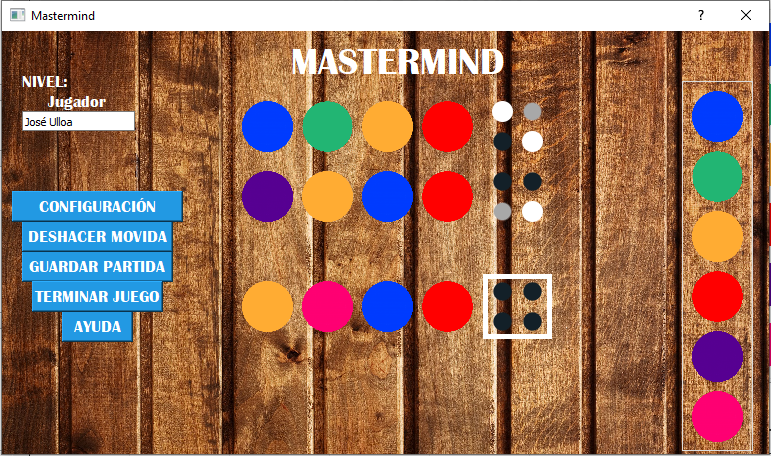 Mastermind
?
MASTERMIND
NIVEL:
Jugador
José Ulloa
CONFIGURACIÓN
DESHACER MOVIDA
GUARDAR PARTIDA
TERMINAR JUEGO
AYUDA